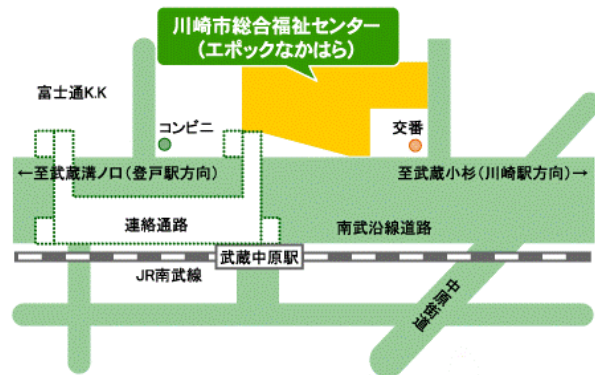 川崎市総合福祉センター
（エポックなかはら）
富士通K.K
コンビニ
交番
←至武蔵溝ノ口（登戸駅方向）
至武蔵小杉（川崎駅方向）→
連絡通路
南武沿線道路
武蔵中原駅
JR南武線
中原街道